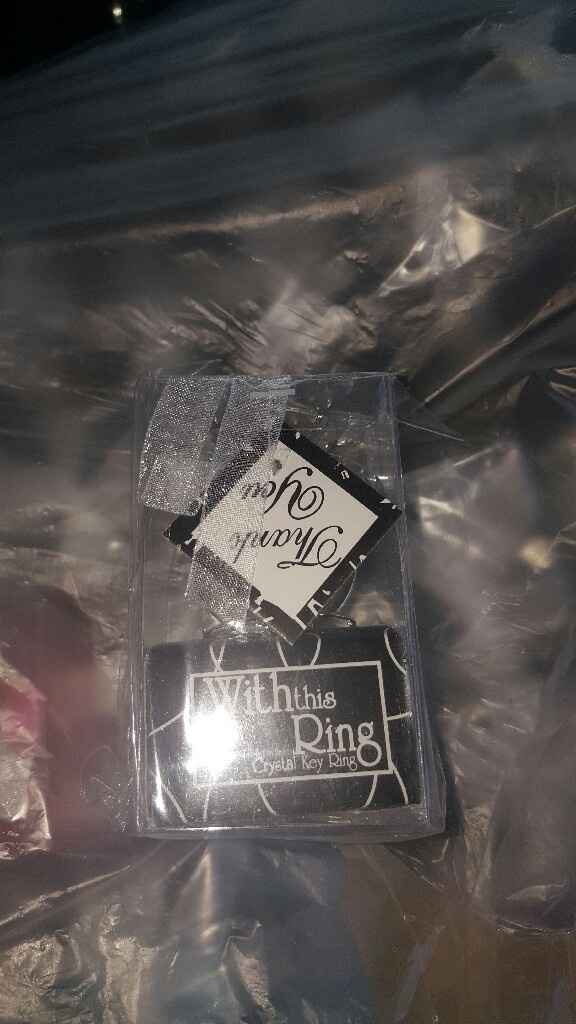 Thank
You
With this
Ring
Crystal Key Ring